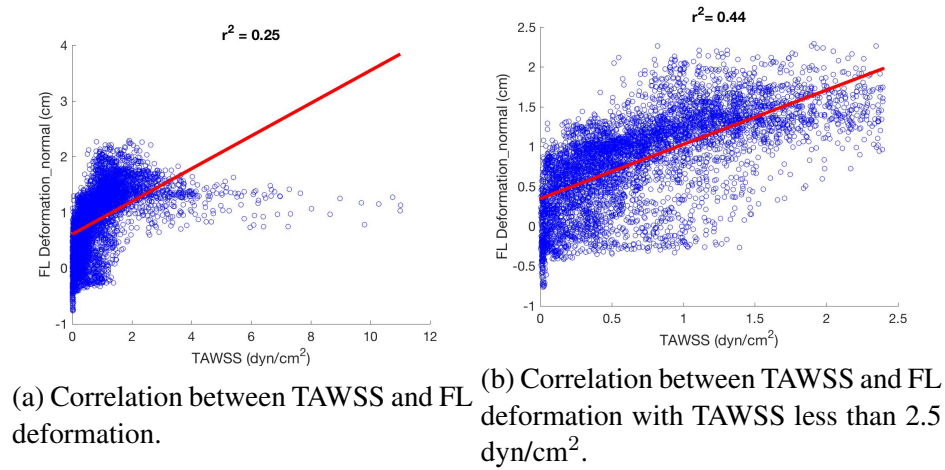 r² = 0.25
4
3
2
1
0
-1
FL Deformation_normal (cm)
0
2
4
6
8
10
12
TAWSS (dyn/cm²)
(a) Correlation between TAWSS and FL
deformation.
r²= 0.44
2.5
2
1.5
1
0.5
0
-0.5
-1
FL Deformation_normal (cm)
0
0.5
1
1.5
2
2.5
TAWSS (dyn/cm²)
(b) Correlation between TAWSS and FL
deformation with TAWSS less than 2.5
dyn/cm².